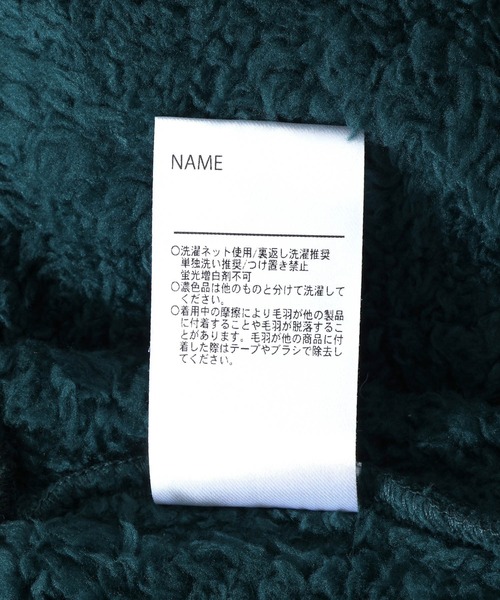 NAME
○洗濯ネット使用/裏返し洗濯推奨
単独洗い推奨/つけ置き禁止
蛍光増白剤不可
○濃色品は他のものと分けて洗濯して
ください。
○着用中の摩擦により毛羽が他の製品
に付着することや毛羽が脱落するこ
とがあります。毛羽が他の商品に付
着した際はテープやブラシで除去し
てください。